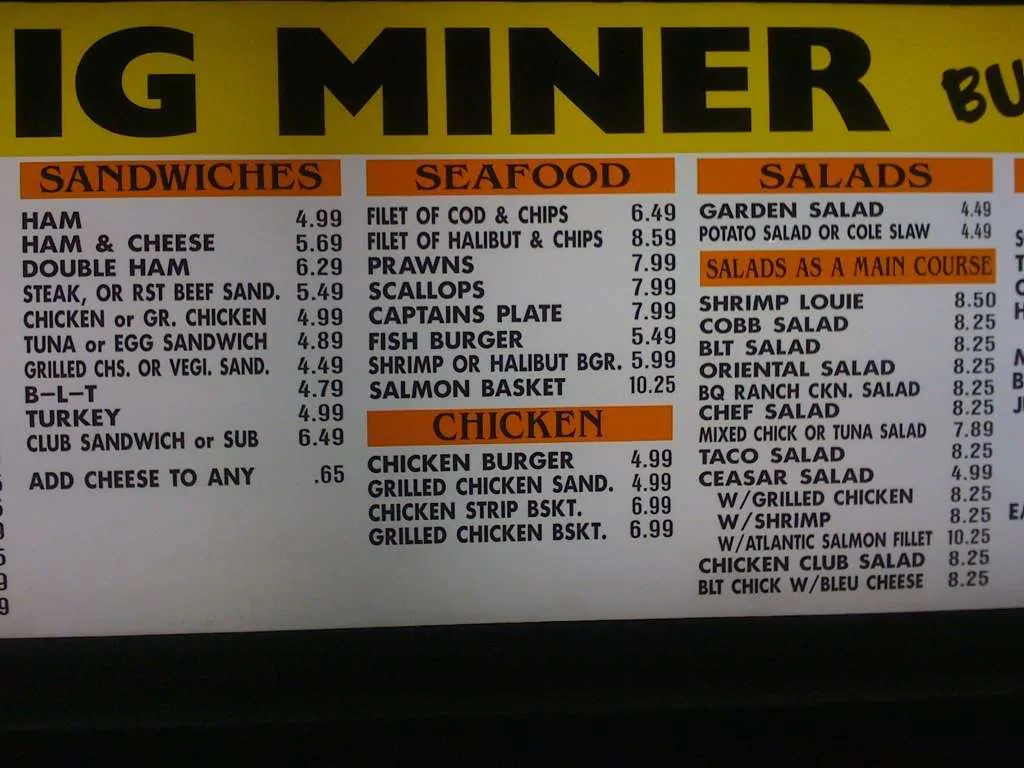 IG MINER BU
SANDWICHES
HAM 4.99
HAM & CHEESE 5.69
DOUBLE HAM 6.29
STEAK, OR RST BEEF SAND. 5.49
CHICKEN or GR. CHICKEN 4.99
TUNA or EGG SANDWICH 4.89
GRILLED CHS. OR VEGI. SAND. 4.49
B-L-T 4.79
TURKEY 4.99
CLUB SANDWICH or SUB 6.49
ADD CHEESE TO ANY .65
SEAFOOD
FILET OF COD & CHIPS 6.49
FILET OF HALIBUT & CHIPS 8.59
PRAWNS 7.99
SCALLOPS 7.99
CAPTAINS PLATE 7.99
FISH BURGER 5.49
SHRIMP OR HALIBUT BGR. 5.99
SALMON BASKET 10.25
CHICKEN
CHICKEN BURGER 4.99
GRILLED CHICKEN SAND. 4.99
CHICKEN STRIP BSKT. 6.99
GRILLED CHICKEN BSKT. 6.99
SALADS
GARDEN SALAD 4.49
POTATO SALAD OR COLE SLAW 4.49
SALADS AS A MAIN COURSE
SHRIMP LOUIE 8.50
COBB SALAD 8.25
BLT SALAD 8.25
ORIENTAL SALAD 8.25
BQ RANCH CKN. SALAD 8.25
CHEF SALAD 8.25
MIXED CHICK OR TUNA SALAD 7.89
TACO SALAD 8.25
CEASAR SALAD 4.99
W/GRILLED CHICKEN 8.25
W/SHRIMP 8.25
W/ATLANTIC SALMON FILLET 10.25
CHICKEN CLUB SALAD 8.25
BLT CHICK W/BLEU CHEESE 8.25